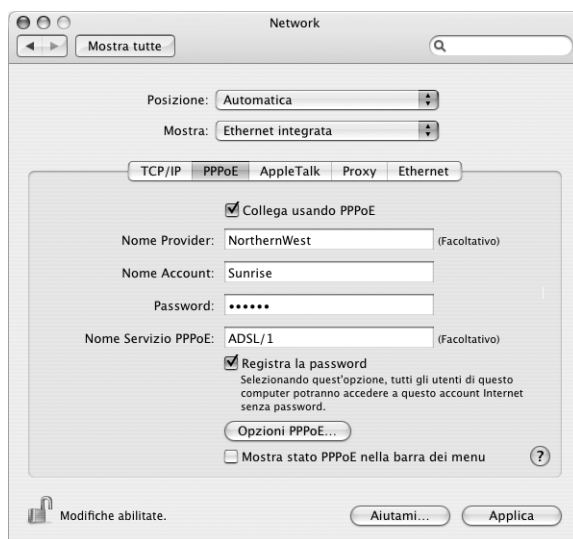 Network
Mostra tutte
Posizione: Automatica
Mostra: Ethernet integrata
TCP/IP PPPoE AppleTalk Proxy Ethernet
Collega usando PPPoE
Nome Provider: NorthernWest (Facoltativo)
Nome Account: Sunrise
Password: ••••••
Nome Servizio PPPoE: ADSL/1 (Facoltativo)
Registra la password
Selezionando quest'opzione, tutti gli utenti di questo
computer potranno accedere a questo account Internet
senza password.
Opzioni PPPoE...
Mostra stato PPPoE nella barra dei menu ?
Modifiche abilitate. Aiutami... Applica